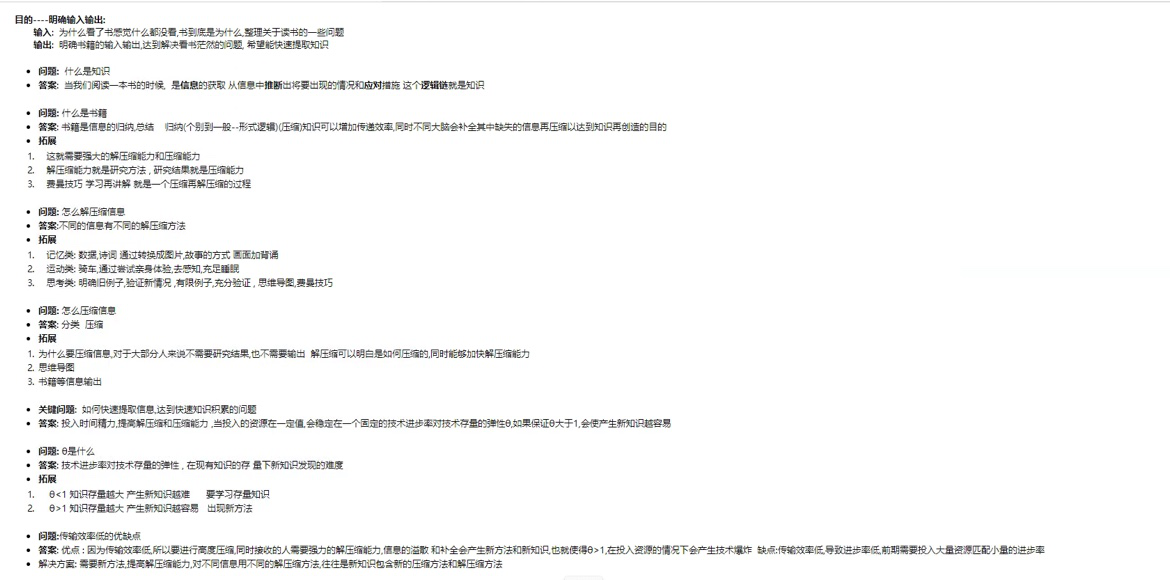 目的----明确输入输出:
输入: 为什么看了书感觉什么都没看,书到底是为什么,整理关于读书的一些问题
输出: 明确书籍的输入输出,达到解决看书茫然的问题, 希望能快速提取知识
• 问题: 什么是知识
• 答案: 当我们阅读一本书的时候, 是信息的获取 从信息中推断出将要出现的情况和应对措施 这个逻辑链就是知识
• 问题: 什么是书籍
• 答案: 书籍是信息的归纳,总结 归纳(个别到一般--形式逻辑)(压缩)知识可以增加传递效率,同时不同大脑会补全其中缺失的信息再压缩以达到知识再创造的目的
• 拓展
1. 这就需要强大的解压缩能力和压缩能力
2. 解压缩能力就是研究方法 , 研究结果就是压缩能力
3. 费曼技巧 学习再讲解 就是一个压缩再解压缩的过程
• 问题: 怎么解压缩信息
• 答案:不同的信息有不同的解压缩方法
• 拓展
1. 记忆类: 数据,诗词 通过转换成图片,故事的方式 画面加背诵
2. 运动类: 骑车,通过尝试亲身体验,去感知,充足睡眠
3. 思考类: 明确旧例子,验证新情况 ,有限例子,充分验证 , 思维导图,费曼技巧
• 问题: 怎么压缩信息
• 答案: 分类 压缩
• 拓展
1. 为什么要压缩信息,对于大部分人来说不需要研究结果,也不需要输出 解压缩可以明白是如何压缩的,同时能够加快解压缩能力
2. 思维导图
3. 书籍等信息输出
• 关键问题: 如何快速提取信息,达到快速知识积累的问题
• 答案: 投入时间精力,提高解压缩和压缩能力 ,当投入的资源在一定值,会稳定在一个固定的技术进步率对技术存量的弹性θ,如果保证θ大于1,会使产生新知识越容易
• 问题: θ是什么
• 答案: 技术进步率对技术存量的弹性 , 在现有知识的存 量下新知识发现的难度
• 拓展
1. θ<1 知识存量越大 产生新知识越难 要学习存量知识
2. θ>1 知识存量越大 产生新知识越容易 出现新方法
• 问题:传输效率低的优缺点
• 答案: 优点 : 因为传输效率低,所以要进行高度压缩,同时接收的人需要强力的解压缩能力,信息的溢散 和补全会产生新方法和新知识,也就使得θ>1,在投入资源的情况下会产生技术爆炸 缺点:传输效率低,导致进步率低,前期需要投入大量资源匹配小量的进步率
• 解决方案: 需要新方法,提高解压缩能力,对不同信息用不同的解压缩方法,往往是新知识包含新的压缩方法和解压缩方法